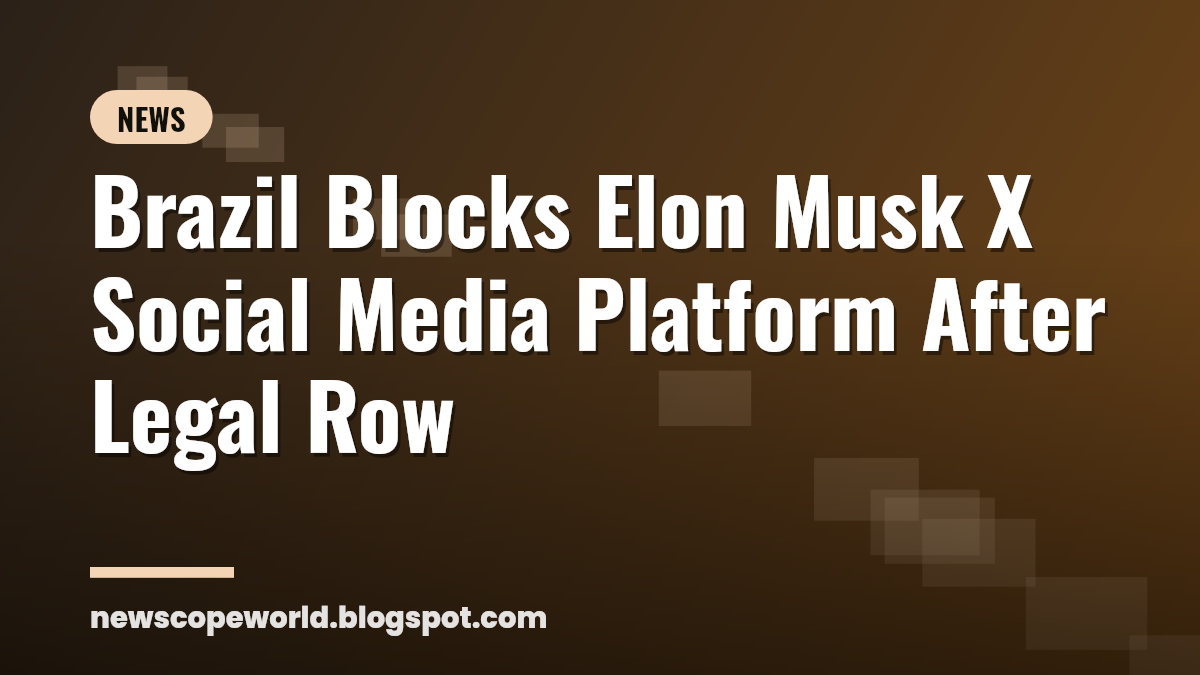 NEWS
Brazil Blocks Elon Musk X
Social Media Platform After
Legal Row
newscopeworld.blogspot.com